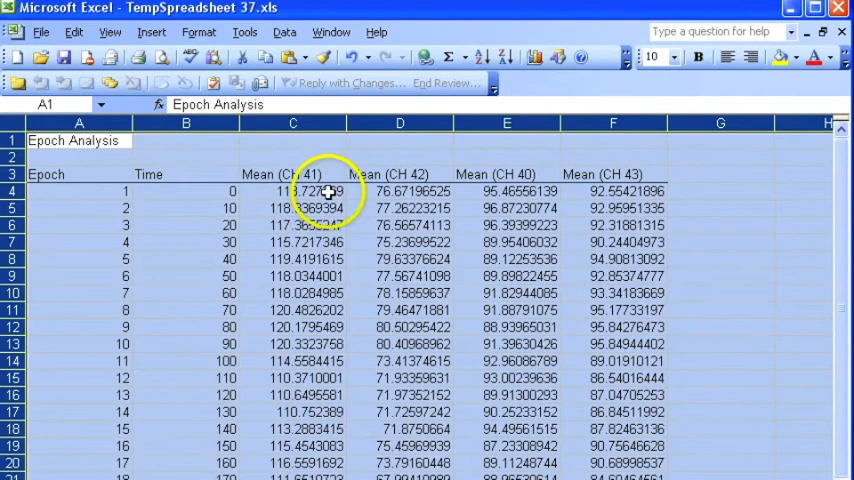 Microsoft Excel - TempSpreadsheet 37.xls
File Edit View Insert Format Tools Data Window Help Type a question for help
10 B A
Reply with Changes... End Review...
A1 fx Epoch Analysis
A B C D E F G H
1 Epoch Analysis
2
3 Epoch Time Mean (CH 41) Mean (CH 42) Mean (CH 40) Mean (CH 43)
4 1 0 76.67196525 95.46556139 92.55421896
5 2 10 118.3369394 77.26223215 96.87230774 92.95951335
6 3 20 76.56574113 96.39399223 92.31881315
7 4 30 115.7217346 75.23699522 89.95406032 90.24404973
8 5 40 119.4191615 79.63376624 89.12253536 94.90813092
9 6 50 118.0344001 77.56741098 89.89822455 92.85374777
10 7 60 118.0284985 78.15859637 91.82944085 93.34183669
11 8 70 120.4826202 79.46471881 91.88791075 95.17733197
12 9 80 120.1795469 80.50295422 88.93965031 95.84276473
13 10 90 120.3323758 80.40968962 91.39630426 95.84944402
14 11 100 114.5584415 73.41374615 92.96086789 89.01910121
15 12 110 110.3710001 71.93359631 93.00239636 86.54016444
16 13 120 110.6495581 71.97352152 89.91300293 87.04705253
17 14 130 110.752389 71.72597242 90.25233152 86.84511992
18 15 140 113.2883415 71.8750664 94.49561515 87.82463136
19 16 150 115.4543083 75.45969939 87.23308942 90.75646628
20 17 160 116.5591692 73.79160448 89.11248744 90.68998537
21 18 170